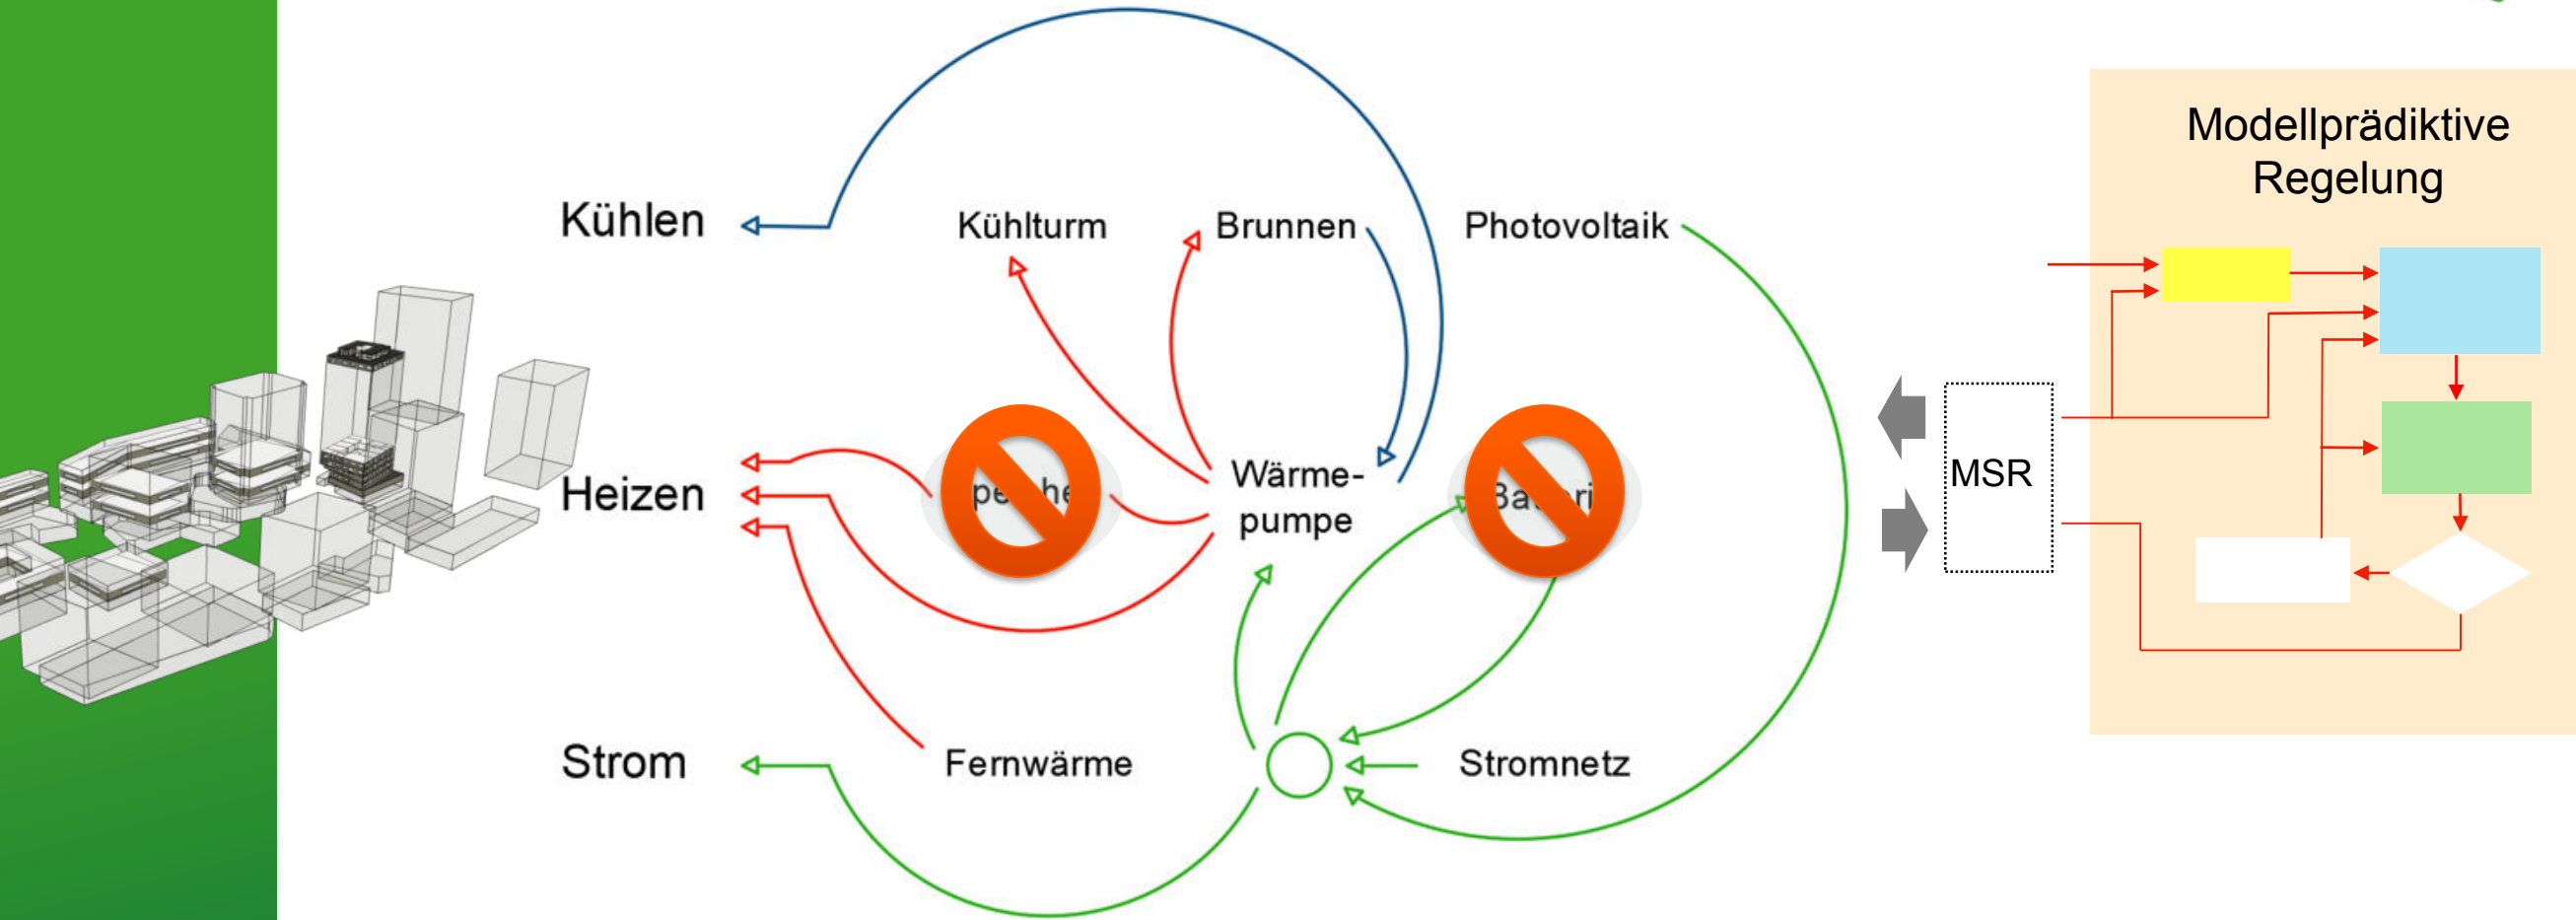 Modellprädiktive
Regelung
Kühlen
Kühlturm
Brunnen
Photovoltaik
Heizen
Wärme-
pumpe
MSR
Strom
Fernwärme
Stromnetz